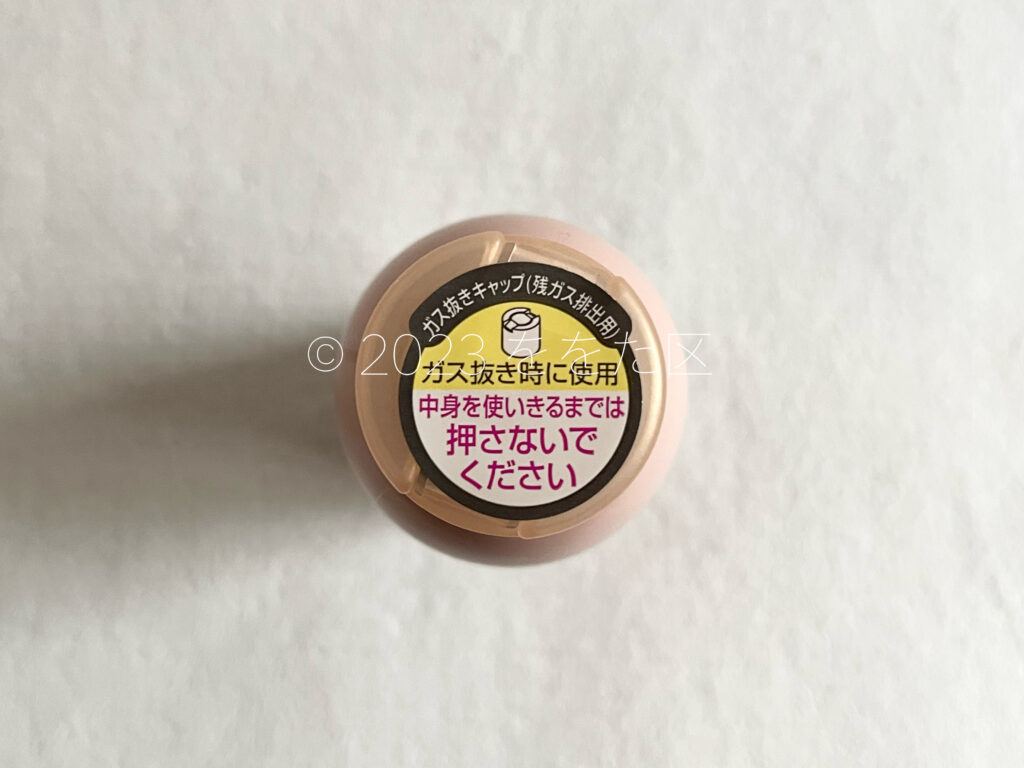 ガス抜きキャップ(残ガス排出用)
© 2023 ををた区
ガス抜き時に使用
中身を使いきるまでは
押さないで
ください